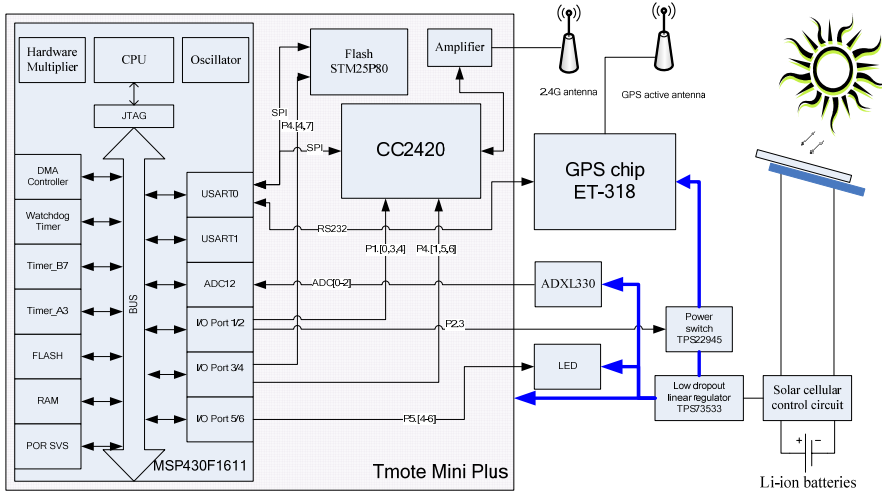 Hardware
Multiplier
CPU
Oscillator
JTAG
BUS
DMA
Controller
Watchdog
Timer
Timer_B7
Timer_A3
FLASH
RAM
POR SVS
USART0
USART1
ADC12
I/O Port 1/2
I/O Port 3/4
I/O Port 5/6
MSP430F1611
Flash
STM25P80
Amplifier
CC2420
SPI
P4.[4,7]
SPI
RS232
P1.[0,3,4]
P4.[1,5,6]
ADC[0-2]
P2.3
P5.[4-6]
Tmote Mini Plus
2.4G antenna
GPS active antenna
GPS chip
ET-318
ADXL330
LED
Power
switch
TPS22945
Low dropout
linear regulator
TPS73533
Solar cellular
control circuit
+ −
Li-ion batteries